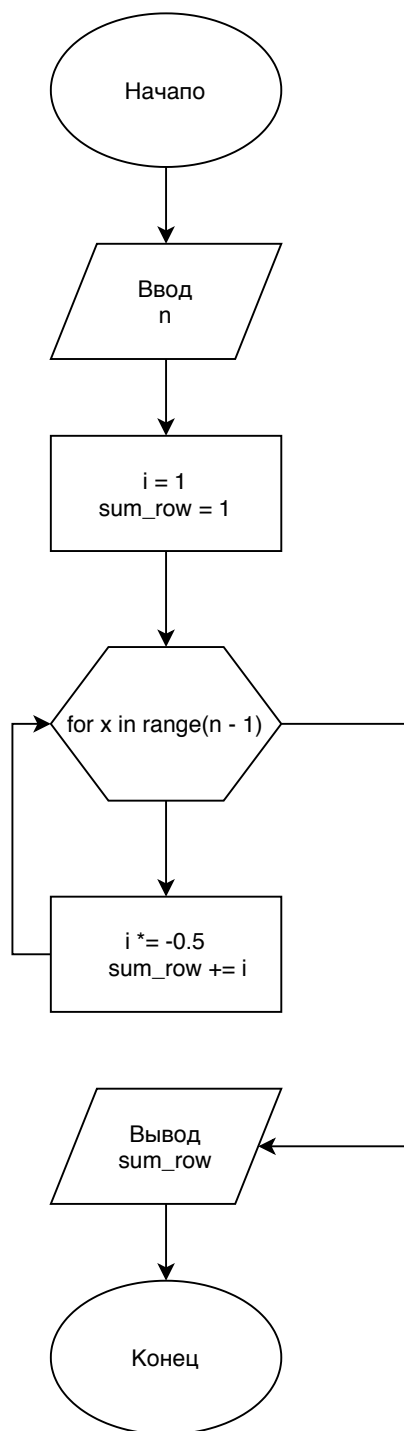 Начапо
Ввод
n
i = 1
sum_row = 1
for x in range(n - 1)
i *= -0.5
sum_row += i
Вывод
sum_row
Конец